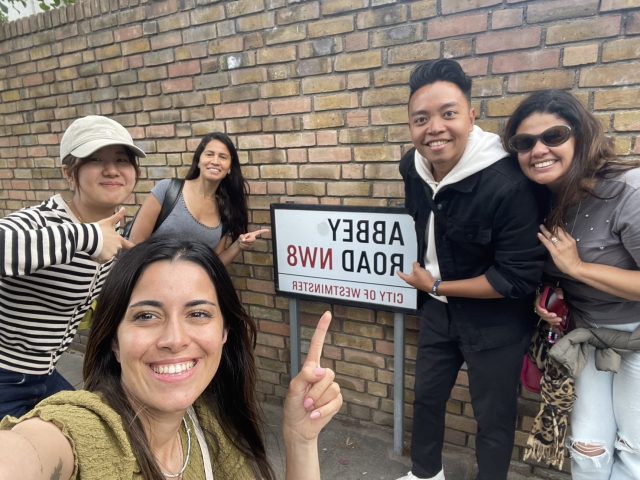 ABBEY
ROAD NW8
CITY OF WESTMINSTER